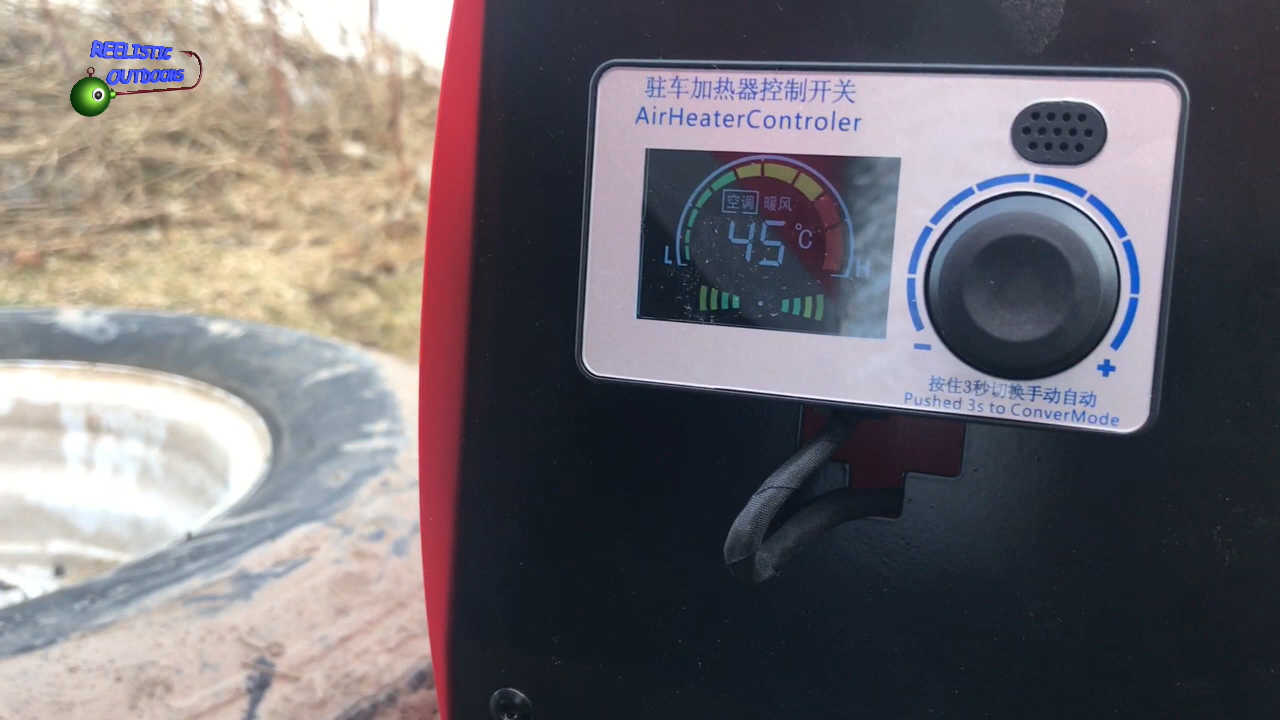 REELISTIC
OUTDOORS
驻车加热器控制开关
AirHeaterControler
空调 暖风
45 ℃
L H
- +
按住3秒切换手动自动
Pushed 3s to ConverMode